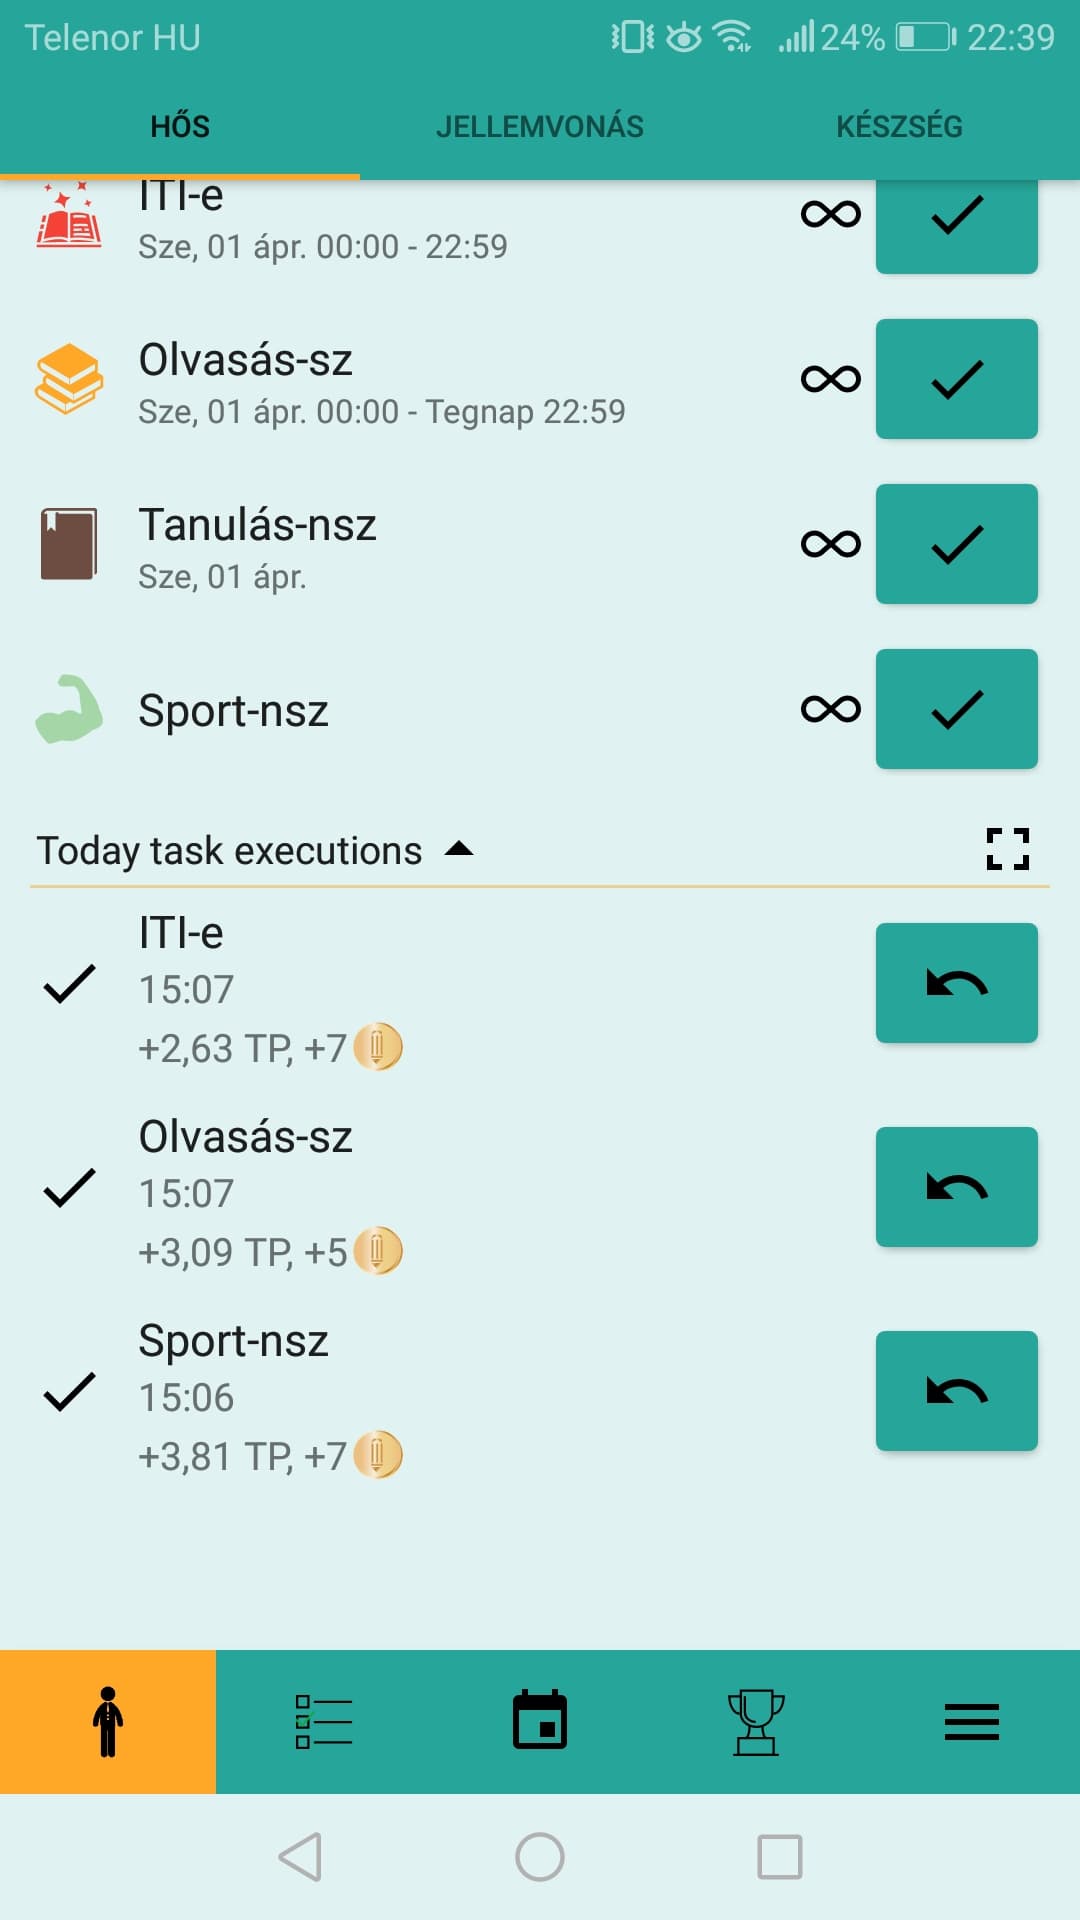 Telenor HU
24%
22:39
HŐS
JELLEMVONÁS
KÉSZSÉG
ITI-e
Sze, 01 ápr. 00:00 - 22:59
Olvasás-sz
Sze, 01 ápr. 00:00 - Tegnap 22:59
Tanulás-nsz
Sze, 01 ápr.
Sport-nsz
Today task executions
ITI-e
15:07
+2,63 TP, +7
Olvasás-sz
15:07
+3,09 TP, +5
Sport-nsz
15:06
+3,81 TP, +7